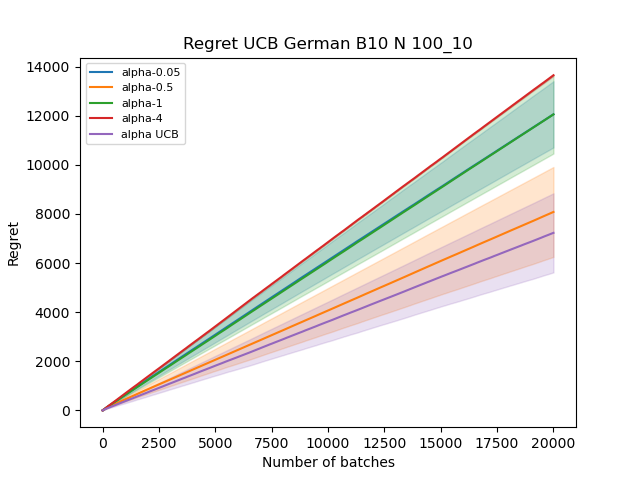 Regret UCB German B10 N 100_10
alpha-0.05
alpha-0.5
alpha-1
alpha-4
alpha UCB
14000
12000
10000
8000
6000
4000
2000
0
Regret
0 2500 5000 7500 10000 12500 15000 17500 20000
Number of batches